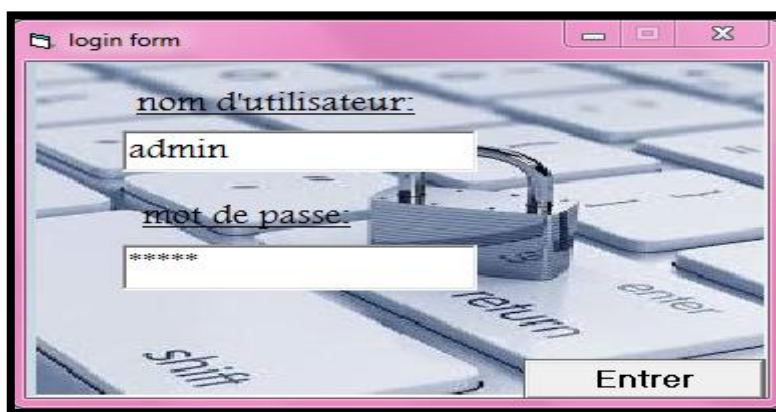 login form
nom d'utilisateur:
admin
mot de passe:
*****
return
enter
shift
Entrer